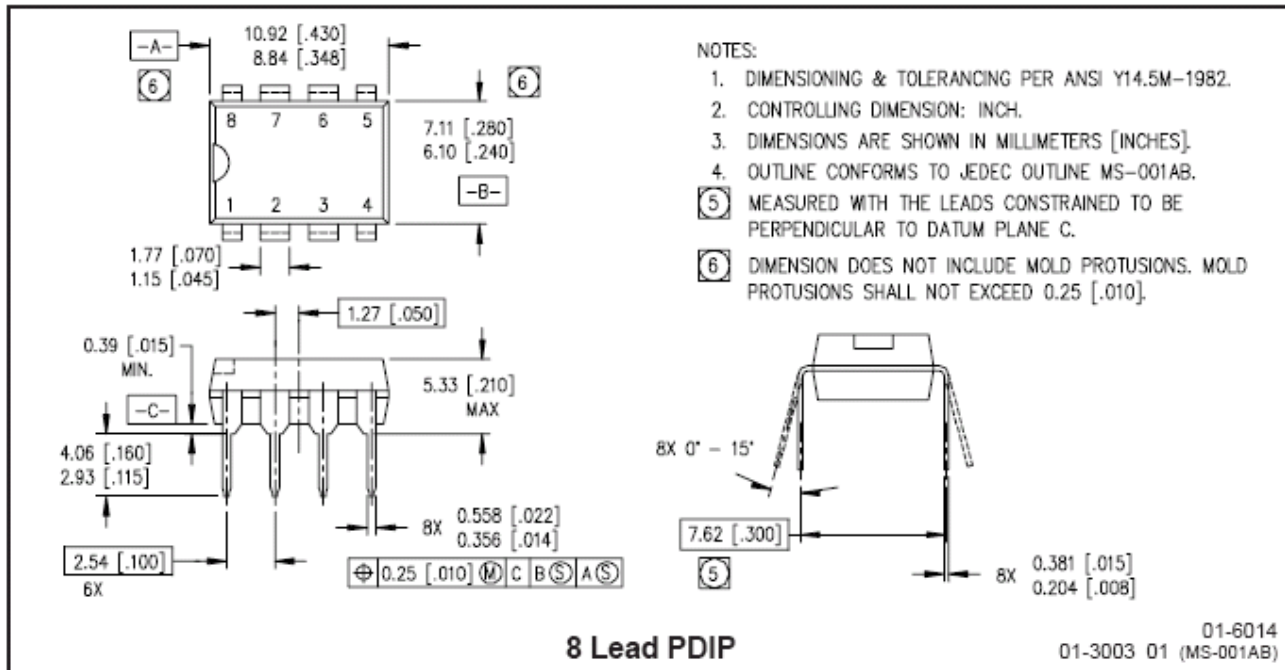 -A-
10.92 [.430]
8.84 [.348]
6
6
8 7 6 5
1 2 3 4
7.11 [.280]
6.10 [.240]
-B-
1.77 [.070]
1.15 [.045]
1.27 [.050]
0.39 [.015]
MIN.
-C-
5.33 [.210]
MAX
4.06 [.160]
2.93 [.115]
2.54 [.100]
6X
8X 0.558 [.022]
0.356 [.014]
⌖ 0.25 [.010] Ⓜ C B Ⓢ A Ⓢ
NOTES:
1. DIMENSIONING & TOLERANCING PER ANSI Y14.5M-1982.
2. CONTROLLING DIMENSION: INCH.
3. DIMENSIONS ARE SHOWN IN MILLIMETERS [INCHES].
4. OUTLINE CONFORMS TO JEDEC OUTLINE MS-001AB.
5 MEASURED WITH THE LEADS CONSTRAINED TO BE
PERPENDICULAR TO DATUM PLANE C.
6 DIMENSION DOES NOT INCLUDE MOLD PROTUSIONS. MOLD
PROTUSIONS SHALL NOT EXCEED 0.25 [.010].
8X 0° - 15°
7.62 [.300]
5
8X 0.381 [.015]
0.204 [.008]
8 Lead PDIP
01-6014
01-3003 01 (MS-001AB)